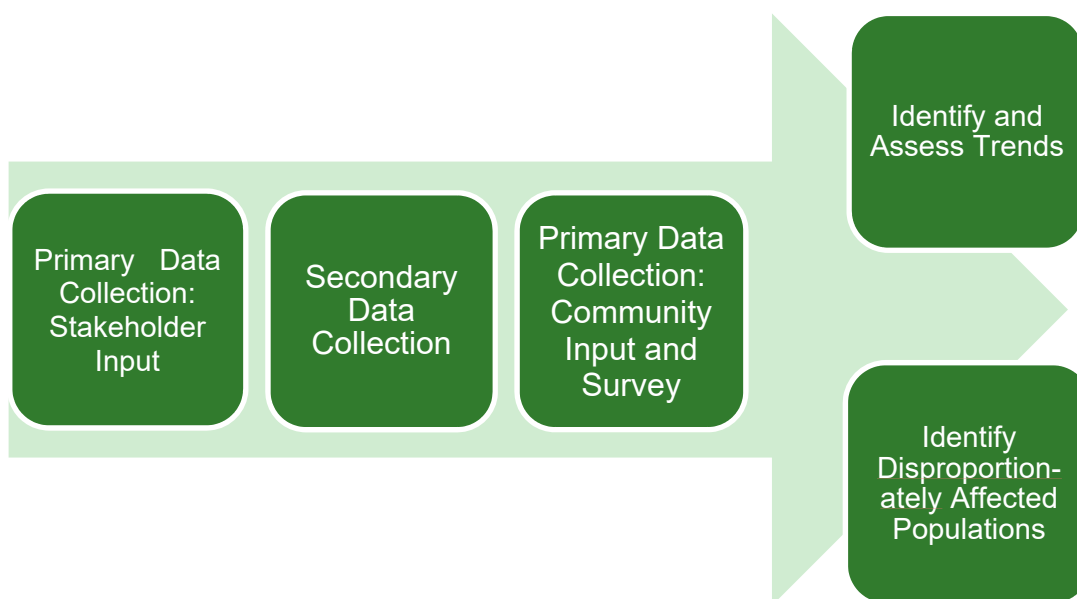 Primary Data
Collection:
Stakeholder
Input
Secondary
Data
Collection
Primary Data
Collection:
Community
Input and
Survey
Identify and
Assess Trends
Identify
Disproportion-
ately Affected
Populations